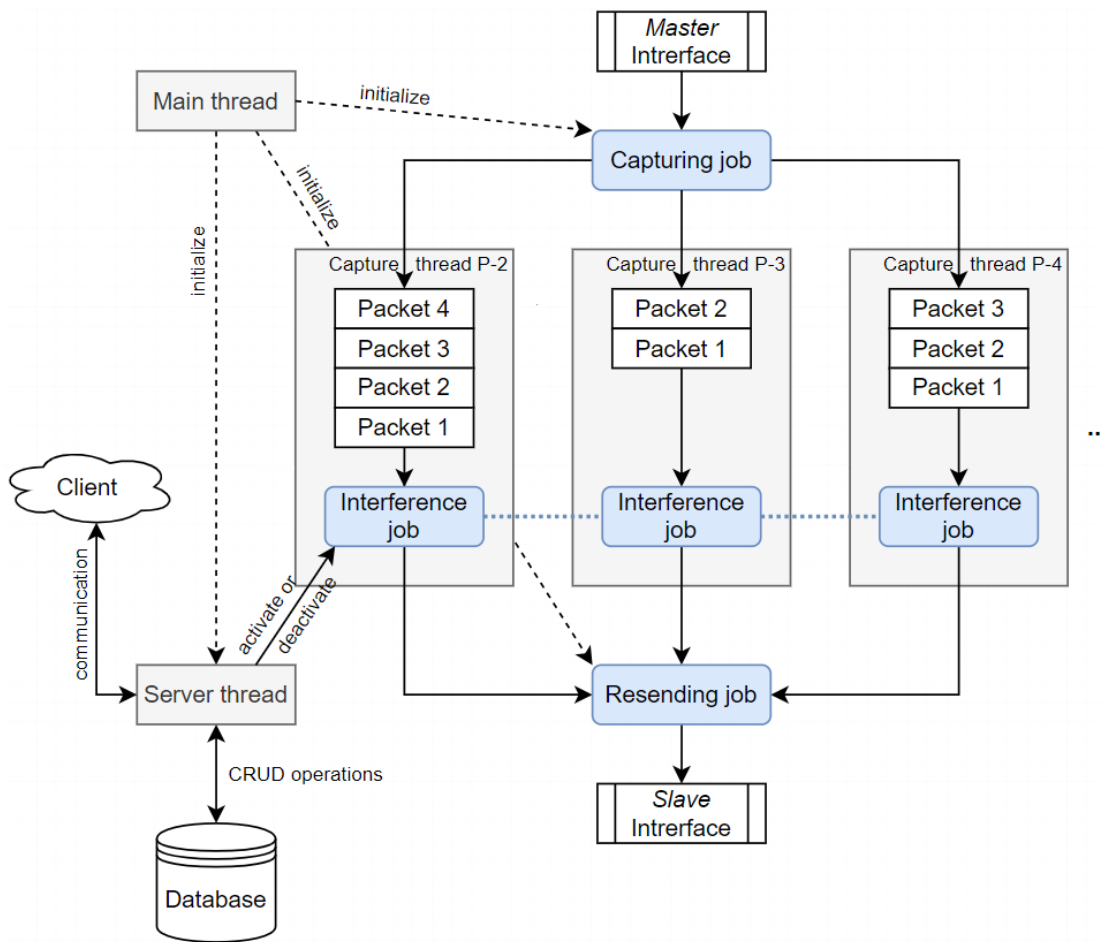 Master
Intrerface
Main thread
initialize
Capturing job
initialize
initialize
Capture thread P-2
Capture thread P-3
Capture thread P-4
Packet 4
Packet 3
Packet 2
Packet 1
Packet 2
Packet 1
Packet 3
Packet 2
Packet 1
..
Client
Interference
job
Interference
job
Interference
job
communication
activate or
deactivate
Server thread
Resending job
CRUD operations
Slave
Intrerface
Database